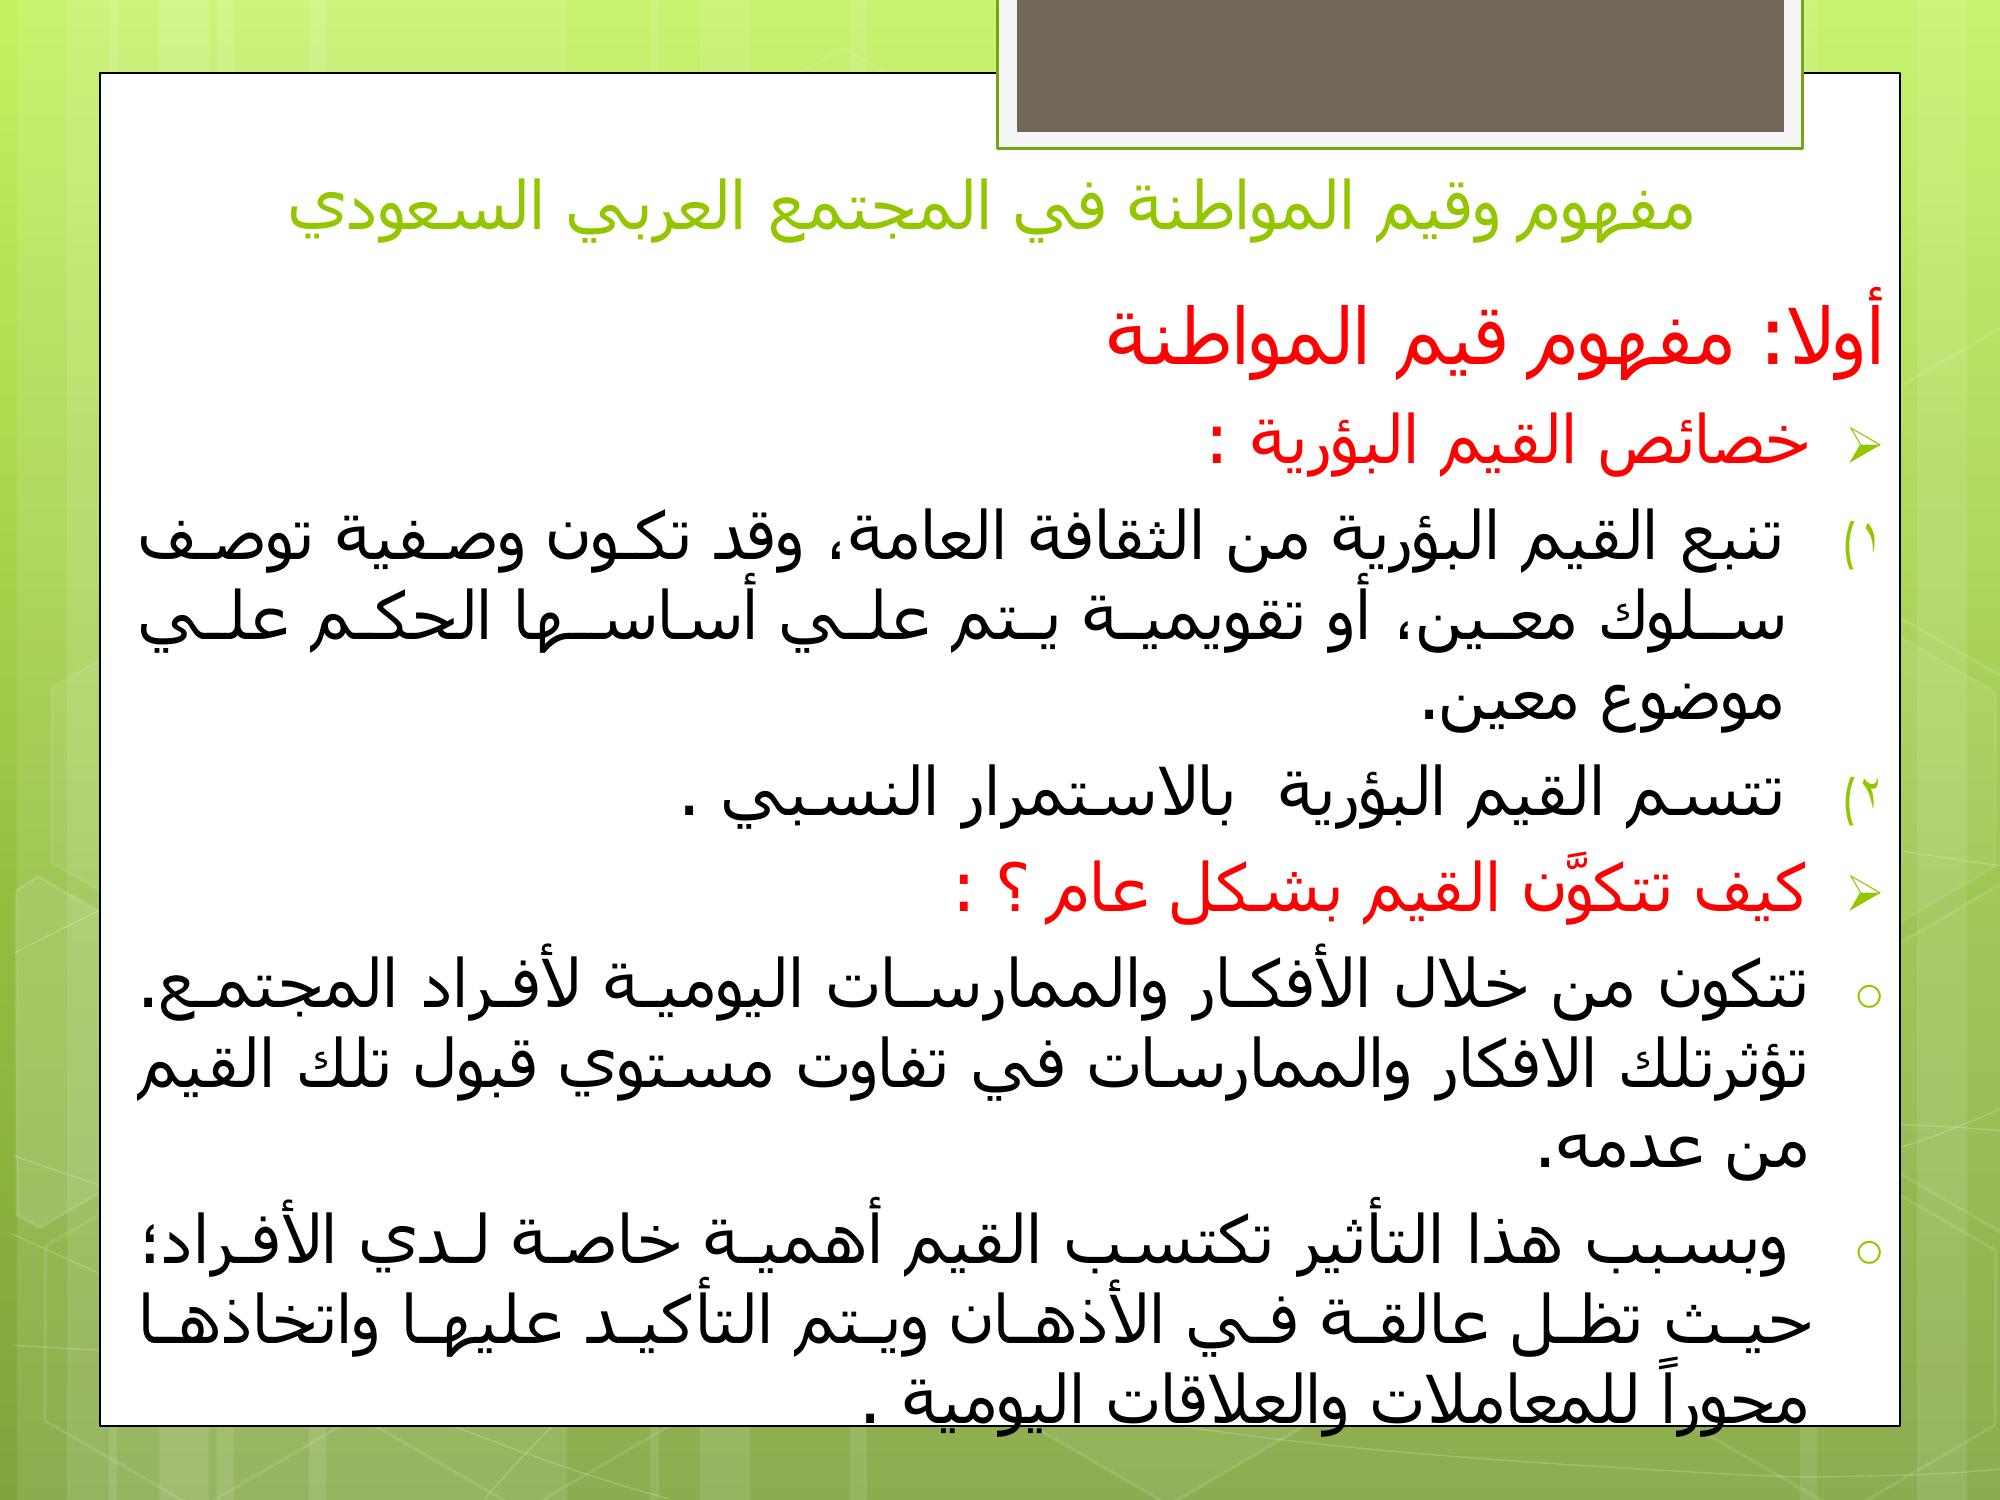 مفهوم وقيم المواطنة في المجتمع العربي السعودي
أولا: مفهوم قيم المواطنة
خصائص القيم البؤرية :
١) تنبع القيم البؤرية من الثقافة العامة، وقد تكون وصفية توصف
سلوك معين، أو تقويمية يتم علي أساسها الحكم علي
موضوع معين.
٢) تتسم القيم البؤرية بالاستمرار النسبي .
كيف تتكوَّن القيم بشكل عام ؟ :
تتكون من خلال الأفكار والممارسات اليومية لأفراد المجتمع.
تؤثرتلك الافكار والممارسات في تفاوت مستوي قبول تلك القيم
من عدمه.
وبسبب هذا التأثير تكتسب القيم أهمية خاصة لدي الأفراد؛
حيث تظل عالقة في الأذهان ويتم التأكيد عليها واتخاذها
محوراً للمعاملات والعلاقات اليومية .